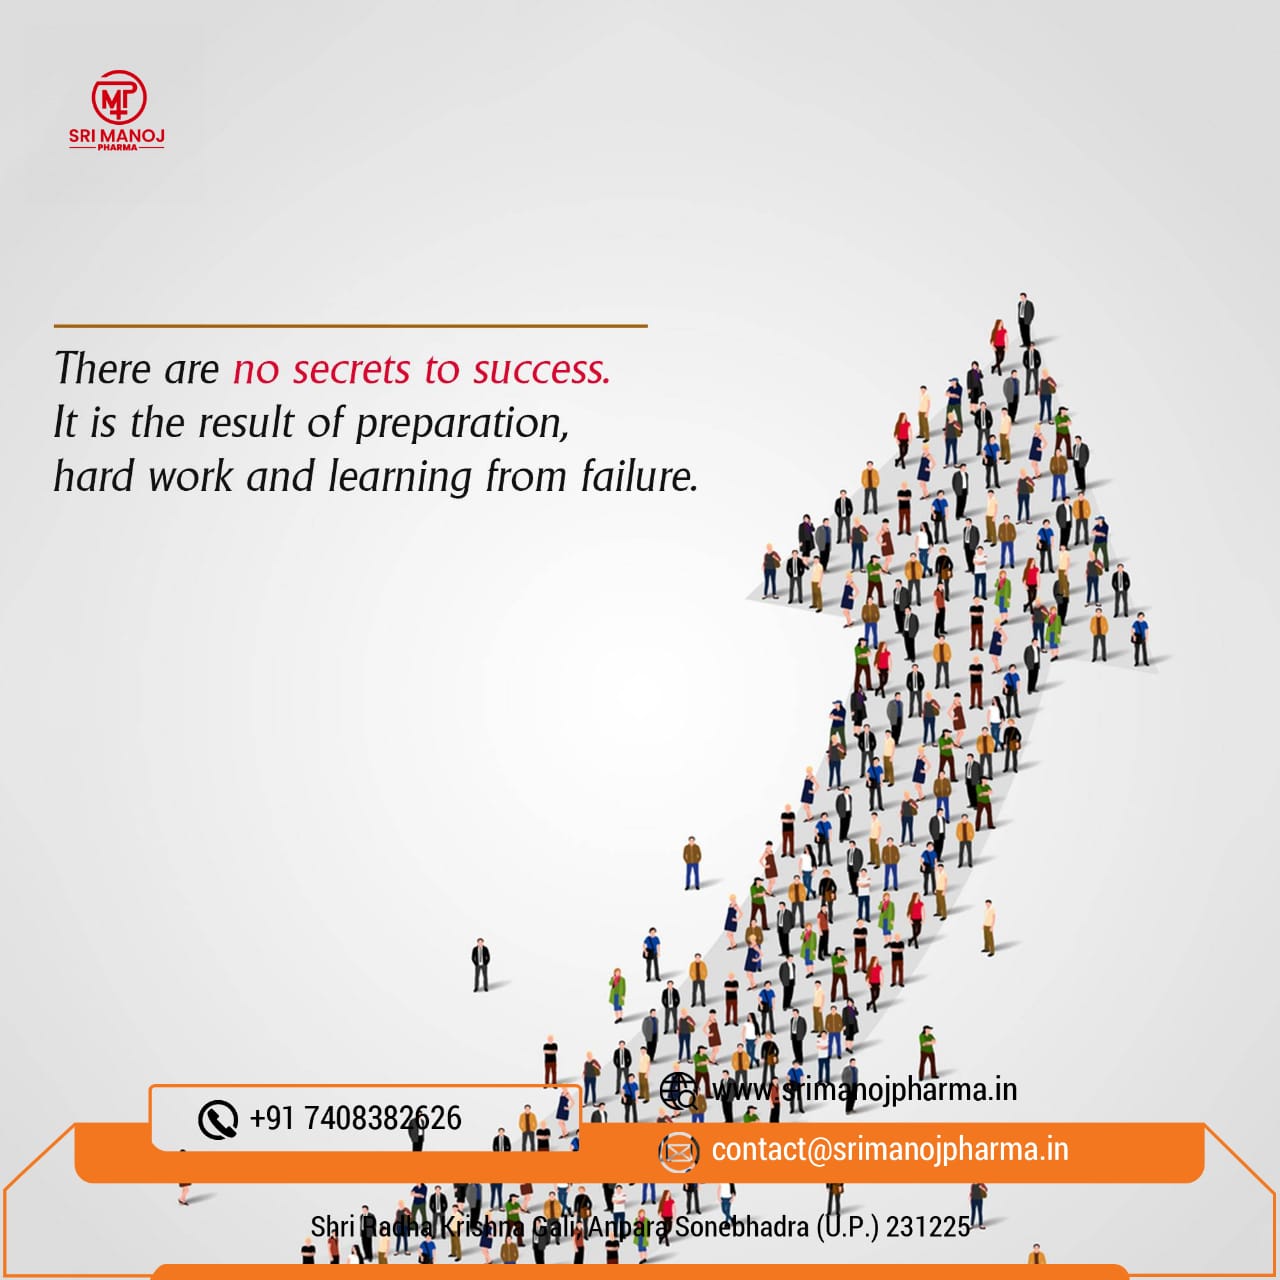 SRI MANOJ
PHARMA
There are no secrets to success.
It is the result of preparation,
hard work and learning from failure.
+91 7408382626
www.srimanojpharma.in
contact@srimanojpharma.in
Shri Radha Krishna Gali, Anpara Sonebhadra (U.P.) 231225